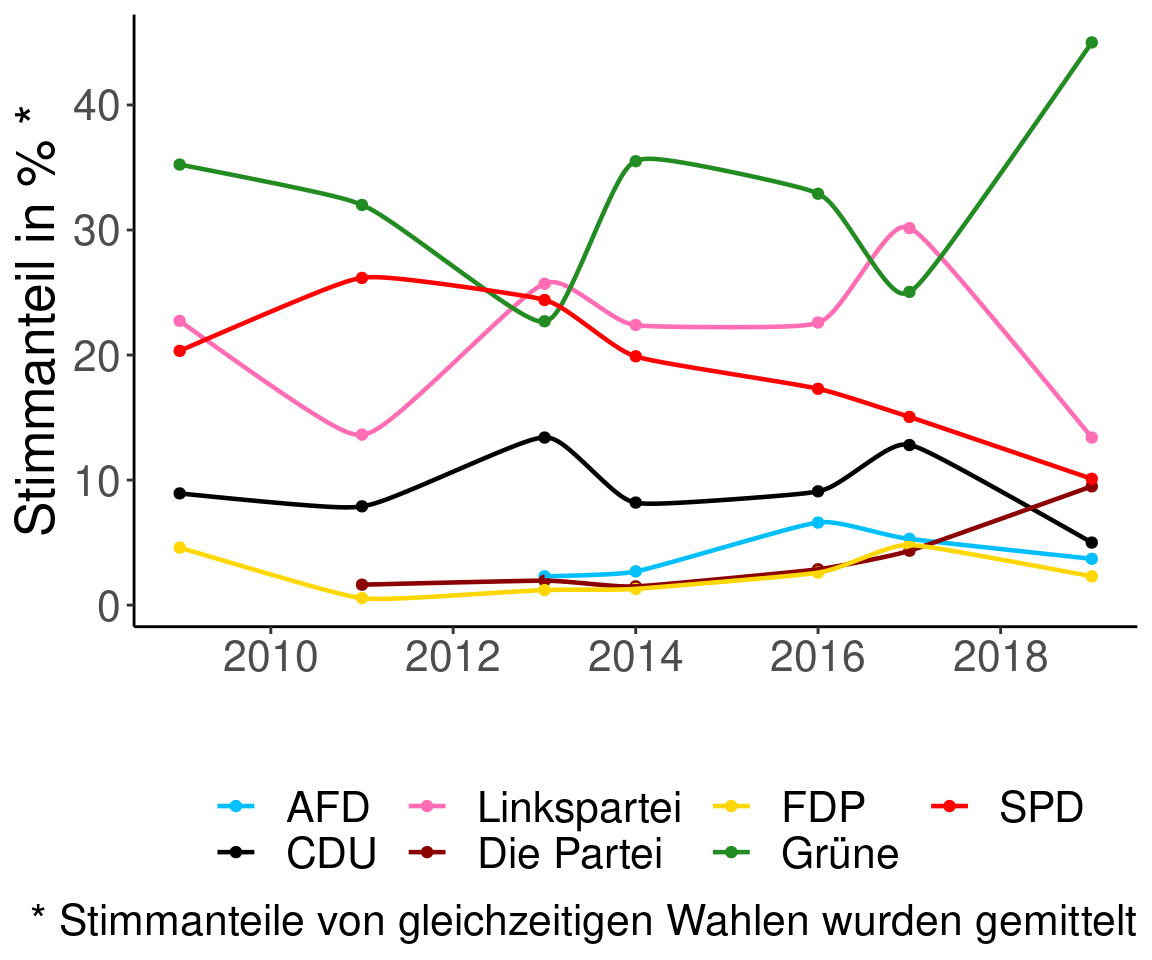 Stimmanteil in % *
40
30
20
10
0
2010 2012 2014 2016 2018
AFD Linkspartei FDP SPD
CDU Die Partei Grüne
* Stimmanteile von gleichzeitigen Wahlen wurden gemittelt